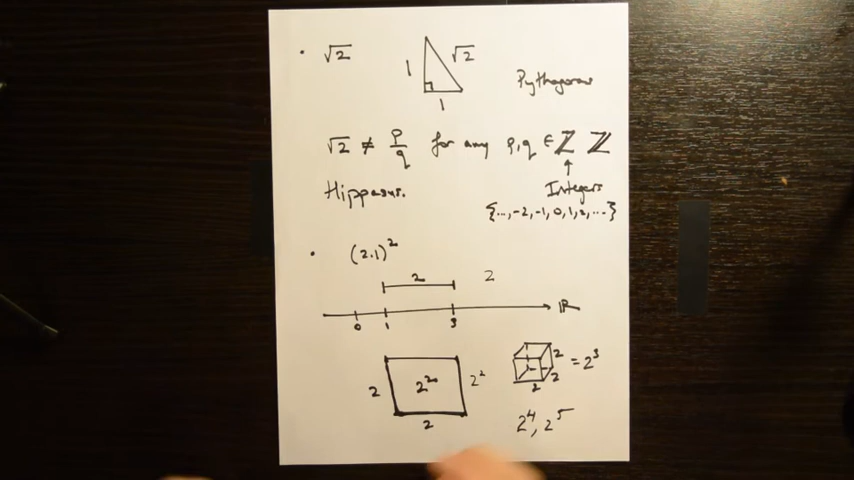 • √2
1 √2
1
Pythagoras
√2 ≠ p/q for any p,q ∈ ℤ ℤ
↑
Hippasus. Integers
{..., -2, -1, 0, 1, 2, ...}
• (2.1)²
2 2
0 1 3 ℝ
2 2² 2²
2
2 2 2 = 2³
2⁴, 2⁵